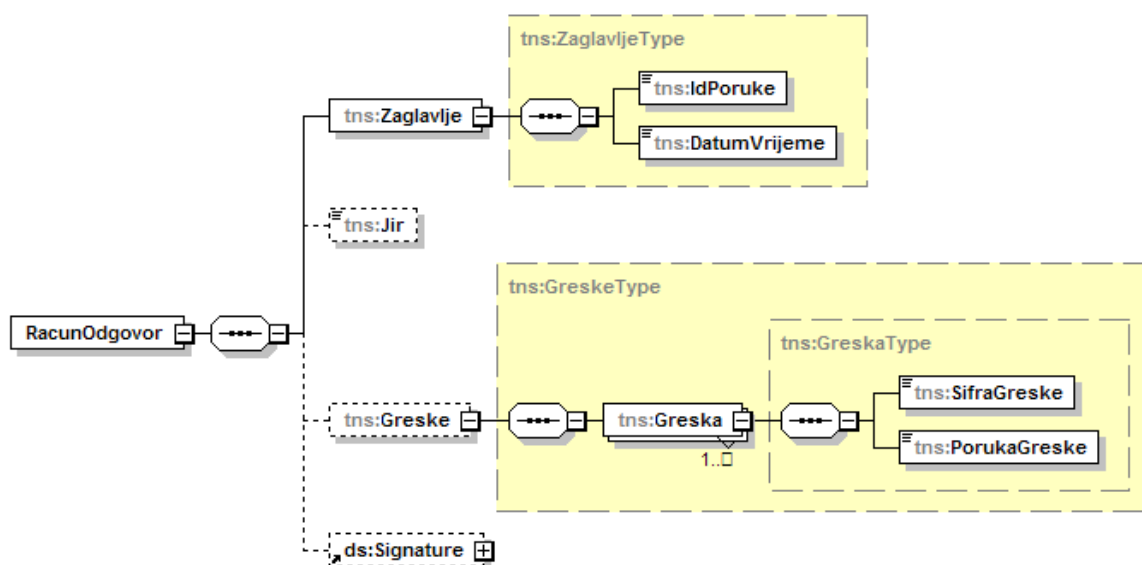 tns:ZaglavljeType
tns:IdPoruke
tns:Zaglavlje
tns:DatumVrijeme
tns:Jir
tns:GreskeType
RacunOdgovor
tns:GreskaType
tns:SifraGreske
tns:Greske
tns:Greska
tns:PorukaGreske
1..□
ds:Signature